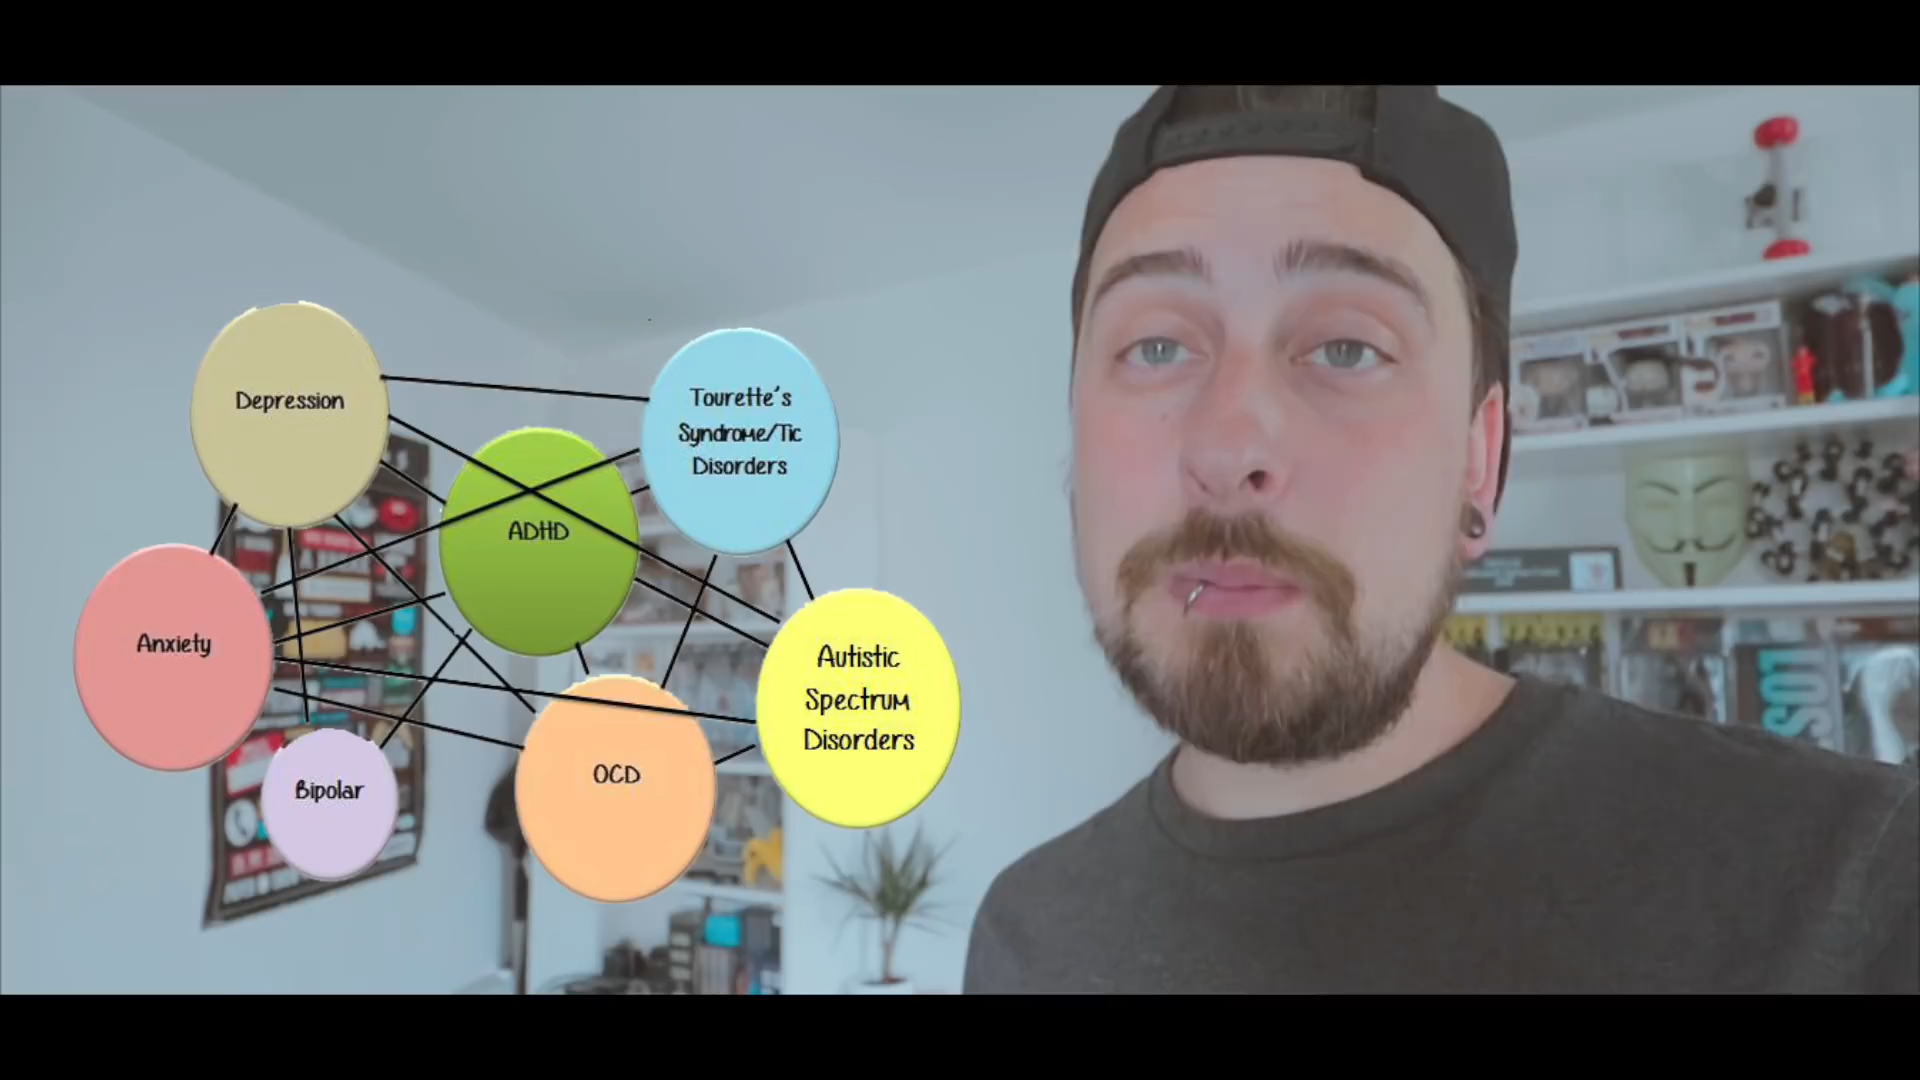 Depression
Tourette's
Syndrome/Tic
Disorders
ADHD
Anxiety
Autistic
Spectrum
Disorders
OCD
Bipolar